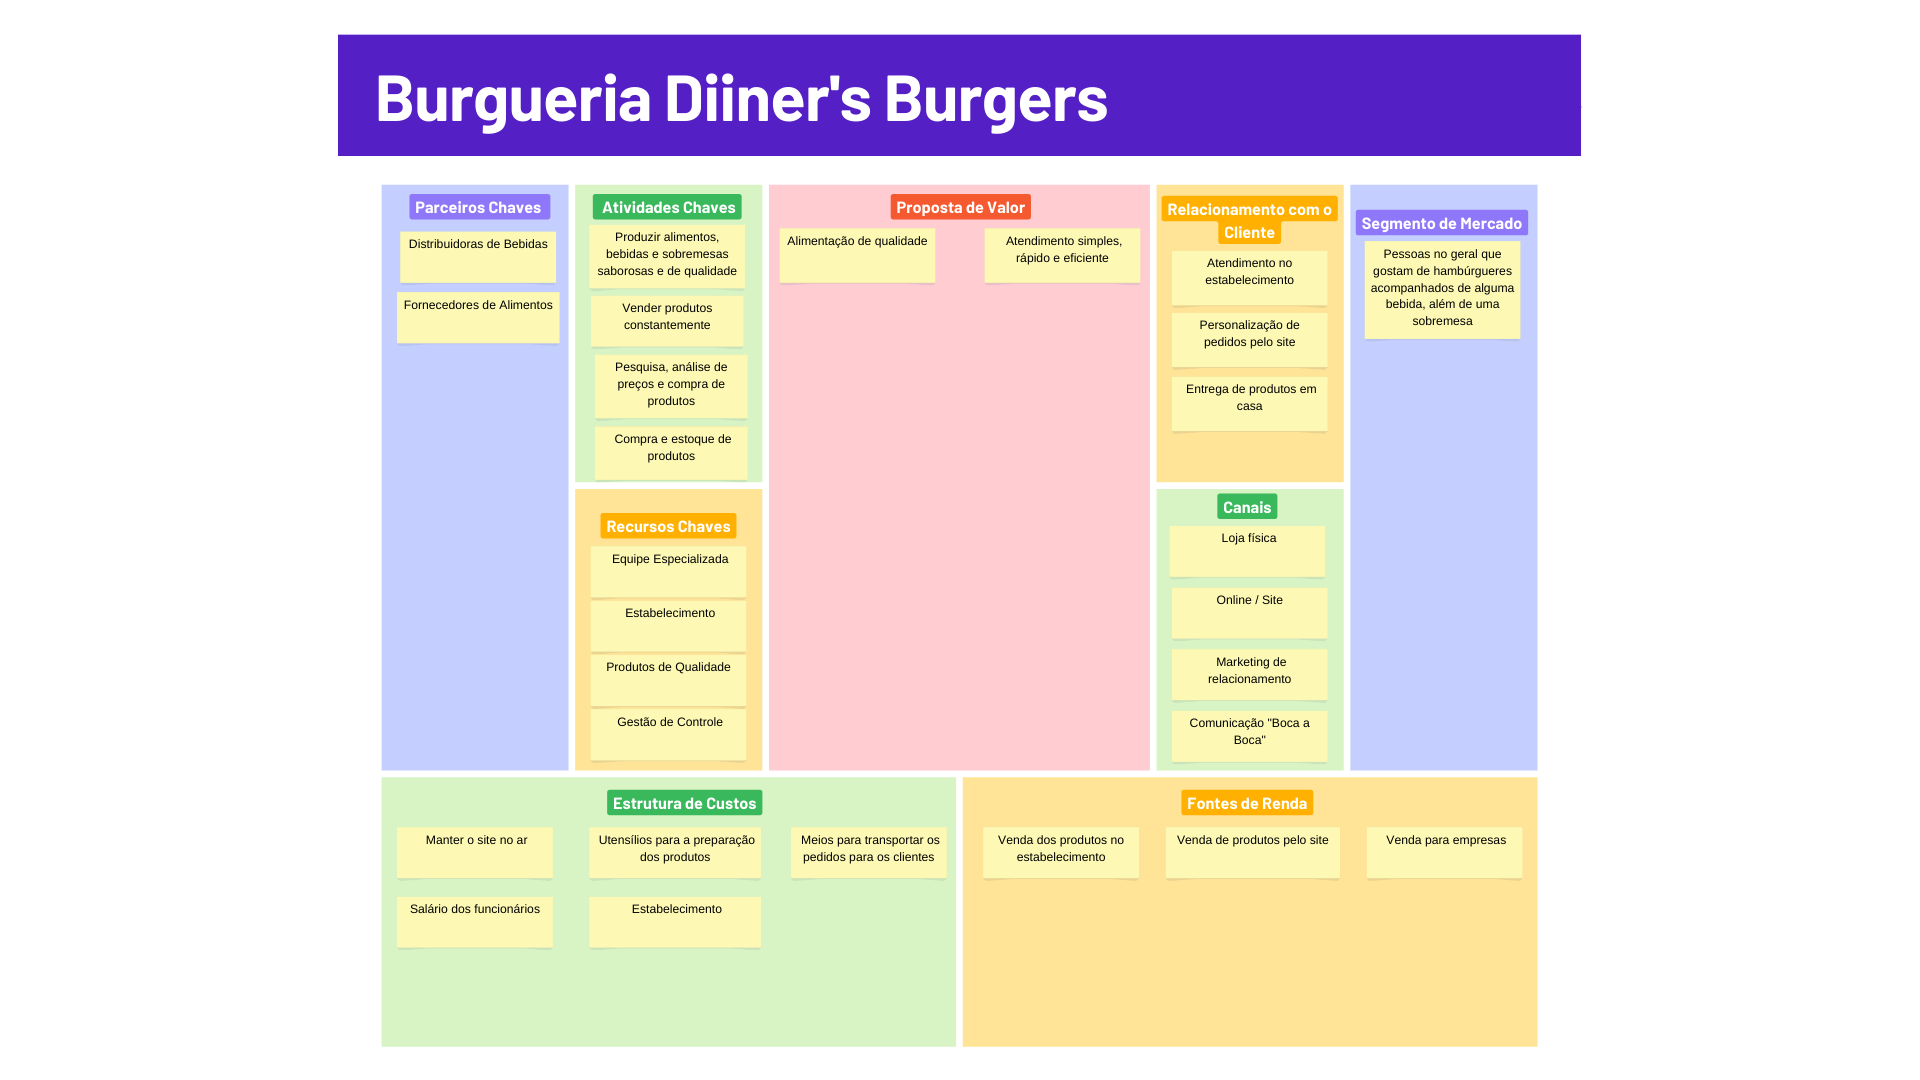 Burgueria Diiner's Burgers
Parceiros Chaves
Distribuidoras de Bebidas
Fornecedores de Alimentos
Atividades Chaves
Produzir alimentos,
bebidas e sobremesas
saborosas e de qualidade
Vender produtos
constantemente
Pesquisa, análise de
preços e compra de
produtos
Compra e estoque de
produtos
Recursos Chaves
Equipe Especializada
Estabelecimento
Produtos de Qualidade
Gestão de Controle
Proposta de Valor
Alimentação de qualidade
Atendimento simples,
rápido e eficiente
Relacionamento com o
Cliente
Atendimento no
estabelecimento
Personalização de
pedidos pelo site
Entrega de produtos em
casa
Canais
Loja física
Online / Site
Marketing de
relacionamento
Comunicação "Boca a
Boca"
Segmento de Mercado
Pessoas no geral que
gostam de hambúrgueres
acompanhados de alguma
bebida, além de uma
sobremesa
Estrutura de Custos
Manter o site no ar
Utensílios para a preparação
dos produtos
Meios para transportar os
pedidos para os clientes
Salário dos funcionários
Estabelecimento
Fontes de Renda
Venda dos produtos no
estabelecimento
Venda de produtos pelo site
Venda para empresas